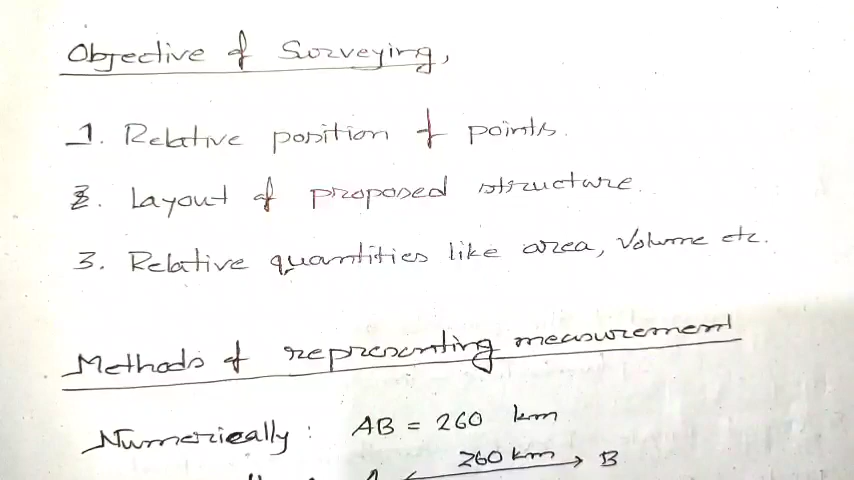 Objective of Surveying,
1. Relative position of points.
2. Layout of proposed structure.
3. Relative quantities like area, Volume etc.
Methods of representing measurement
Numerically : AB = 260 km
260 km B